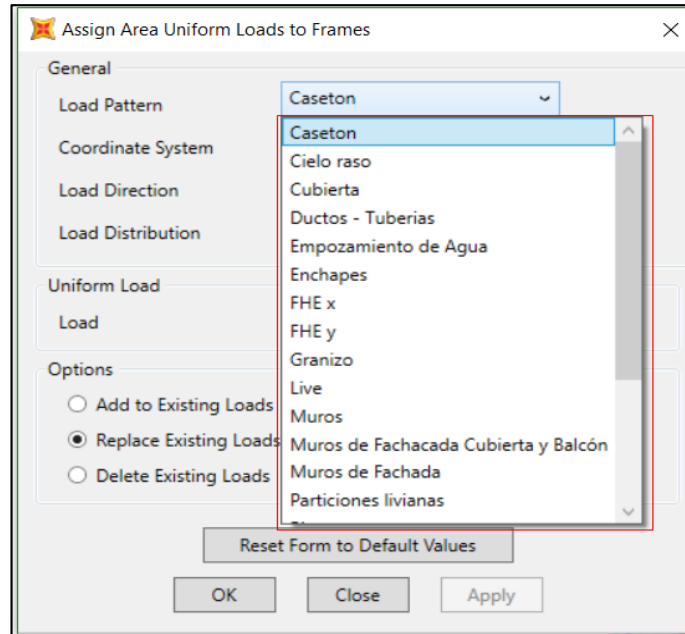 Assign Area Uniform Loads to Frames
General
Load Pattern
Caseton
Coordinate System
Load Direction
Load Distribution
Caseton
Cielo raso
Cubierta
Ductos - Tuberias
Empozamiento de Agua
Enchapes
FHE x
FHE y
Granizo
Live
Muros
Muros de Fachacada Cubierta y Balcón
Muros de Fachada
Particiones livianas
Uniform Load
Load
Options
Add to Existing Loads
Replace Existing Loads
Delete Existing Loads
Reset Form to Default Values
OK
Close
Apply